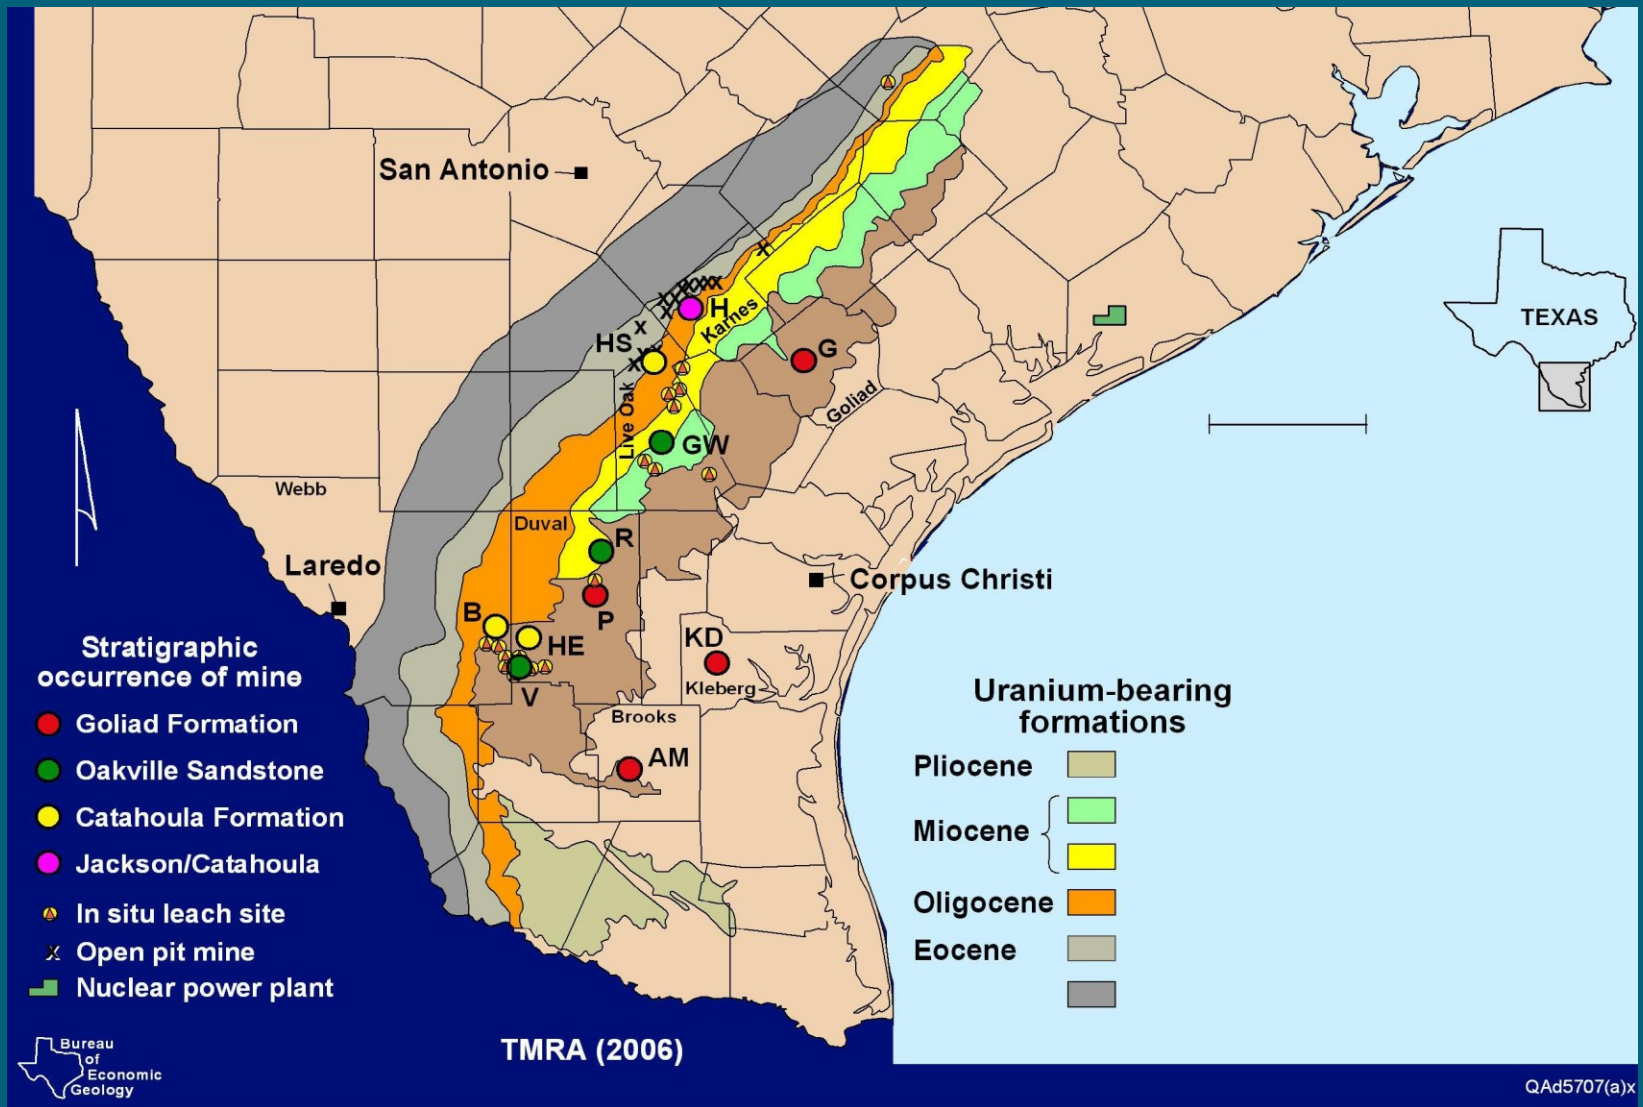 San Antonio
H
Karnes
HS
G
Live Oak
Goliad
TEXAS
GW
Webb
Duval
R
Laredo
Corpus Christi
B
P
HE
KD
V
Kleberg
Brooks
AM
Stratigraphic
occurrence of mine
Goliad Formation
Oakville Sandstone
Catahoula Formation
Jackson/Catahoula
In situ leach site
x Open pit mine
Nuclear power plant
Uranium-bearing
formations
Pliocene
Miocene
Oligocene
Eocene
Bureau
of
Economic
Geology
TMRA (2006)
QAd5707(a)x